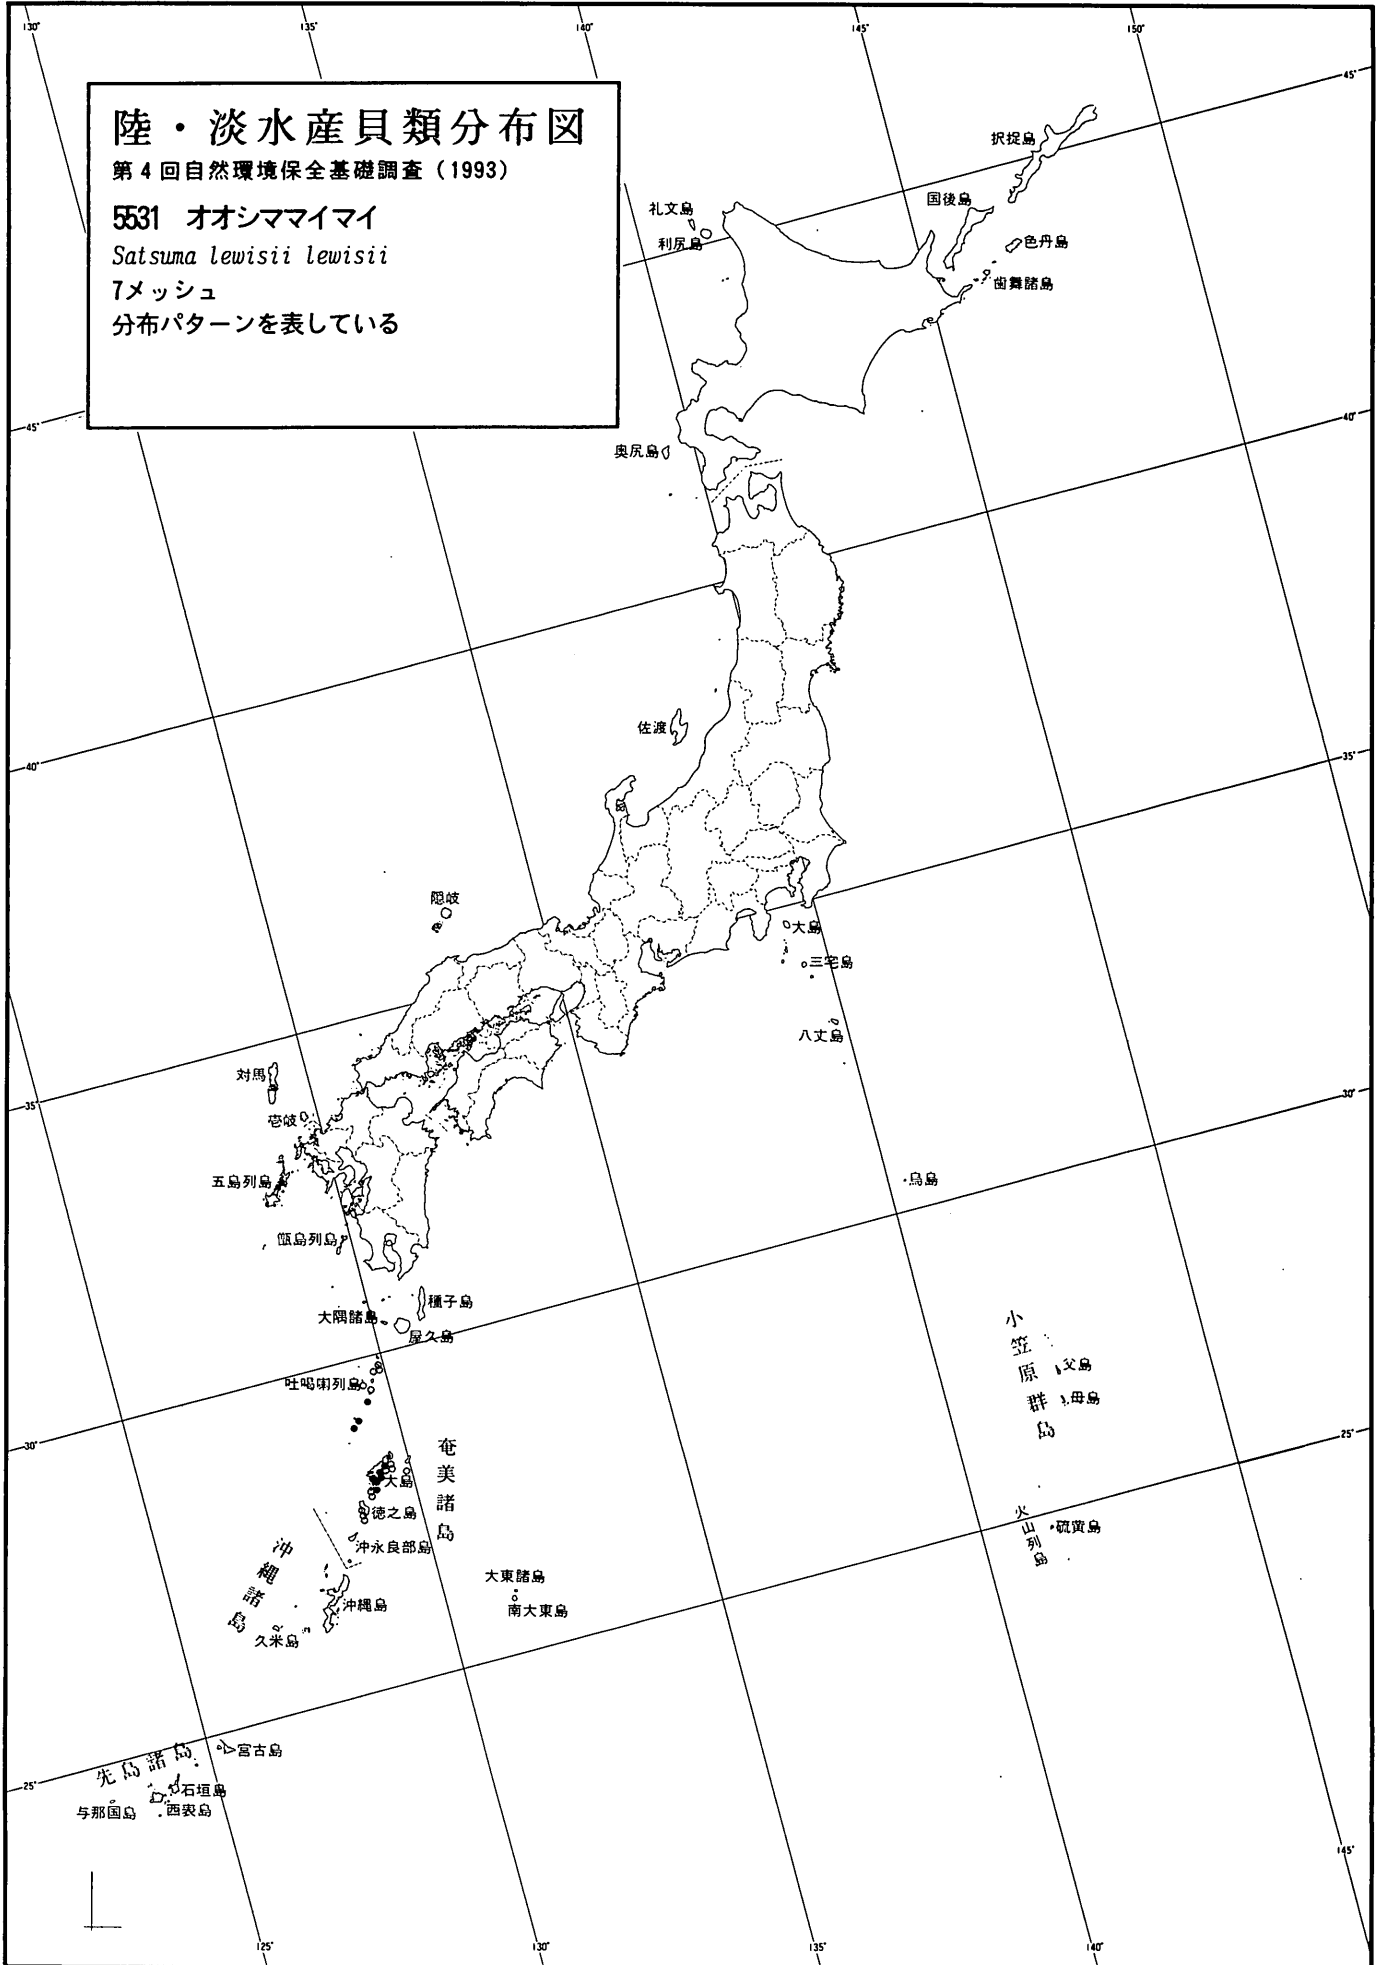 130°
135°
140°
145°
150°
陸・淡水産貝類分布図
第4回自然環境保全基礎調査（1993）
5531 オオシママイマイ
Satsuma lewisii lewisii
7メッシュ
分布パターンを表している
45°
択捉島
国後島
礼文島
利尻島
色丹島
歯舞諸島
45°
40°
奥尻島
佐渡
40°
35°
隠岐
大島
三宅島
八丈島
対馬
35°
30°
壱岐
五島列島
鳥島
甑島列島
種子島
大隅諸島
屋久島
小笠原群島
父島
母島
吐噶喇列島
30°
25°
奄美諸島
大島
徳之島
沖永良部島
火山列島
硫黄島
沖縄諸島
沖縄島
久米島
大東諸島
南大東島
先島諸島
宮古島
25°
石垣島
与那国島
西表島
145°
125°
130°
135°
140°